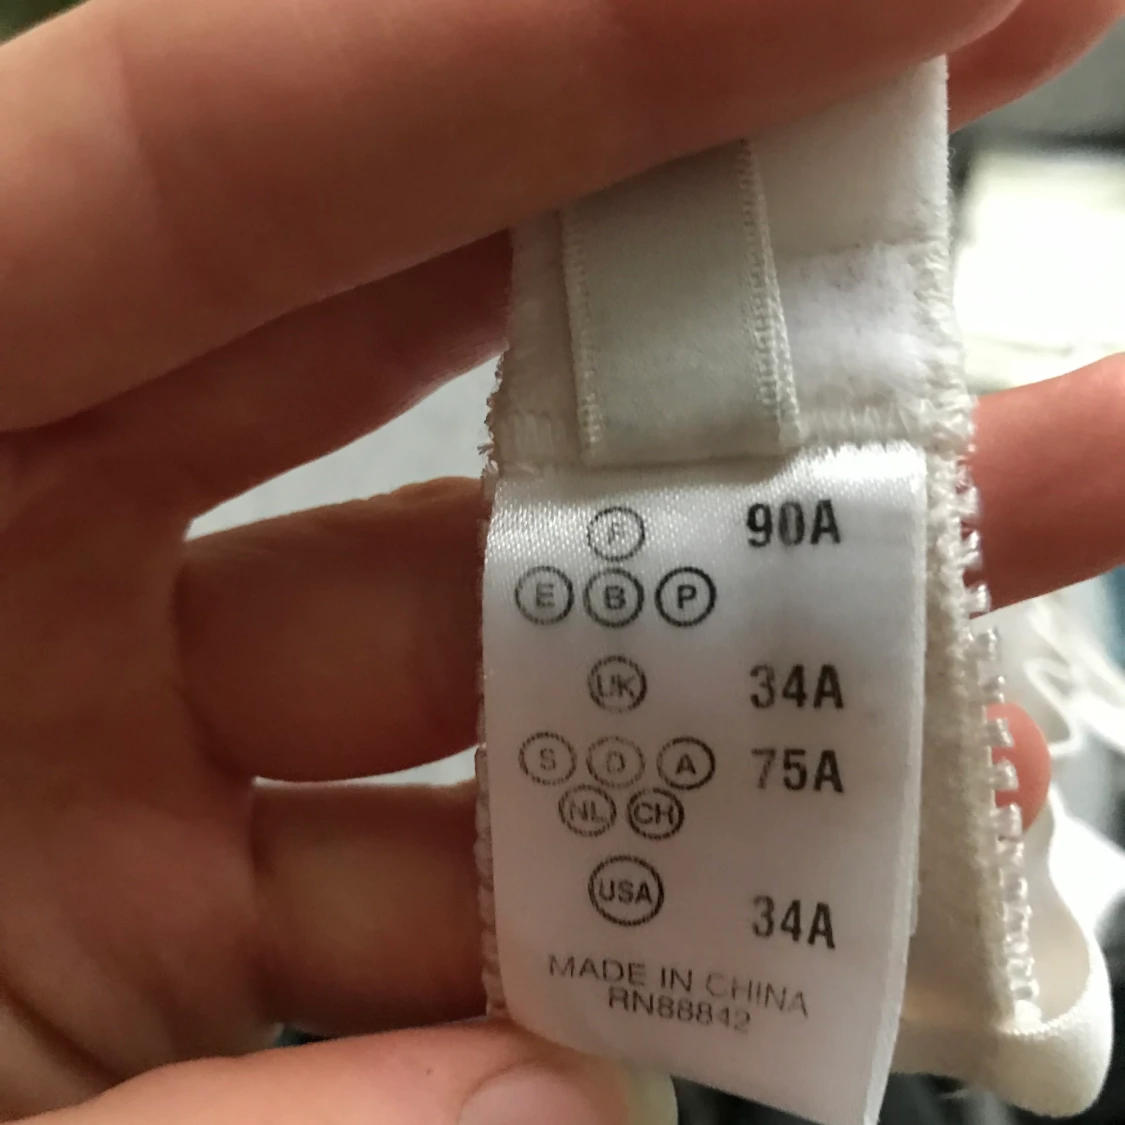 F 90A
E B P
UK 34A
S D A 75A
NL CH
USA 34A
MADE IN CHINA
RN88842